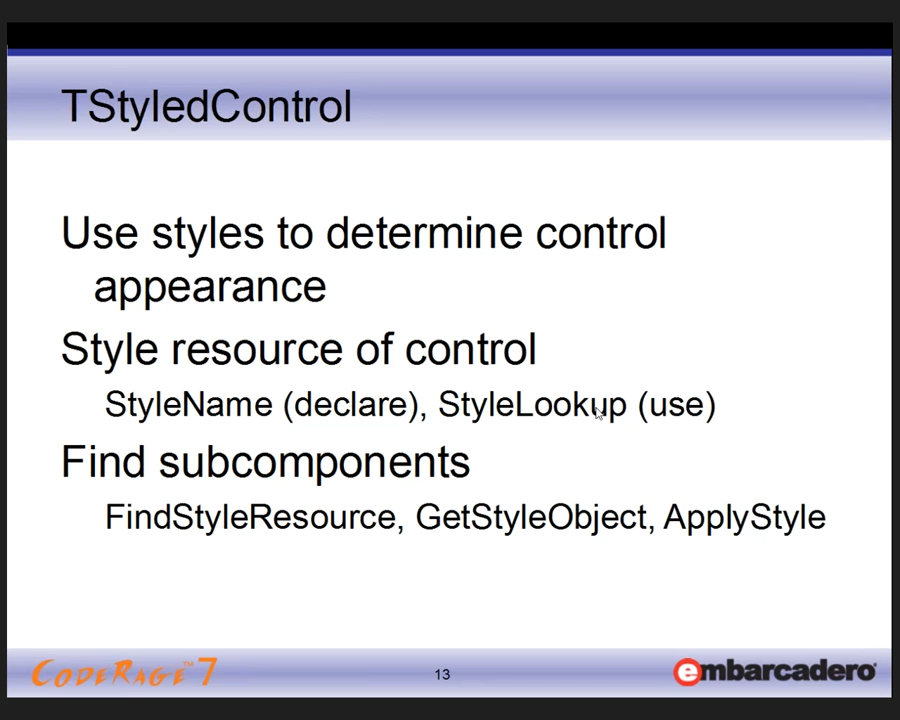 TStyledControl
Use styles to determine control
appearance
Style resource of control
StyleName (declare), StyleLookup (use)
Find subcomponents
FindStyleResource, GetStyleObject, ApplyStyle
CODERAGE™ 7
13
embarcadero®